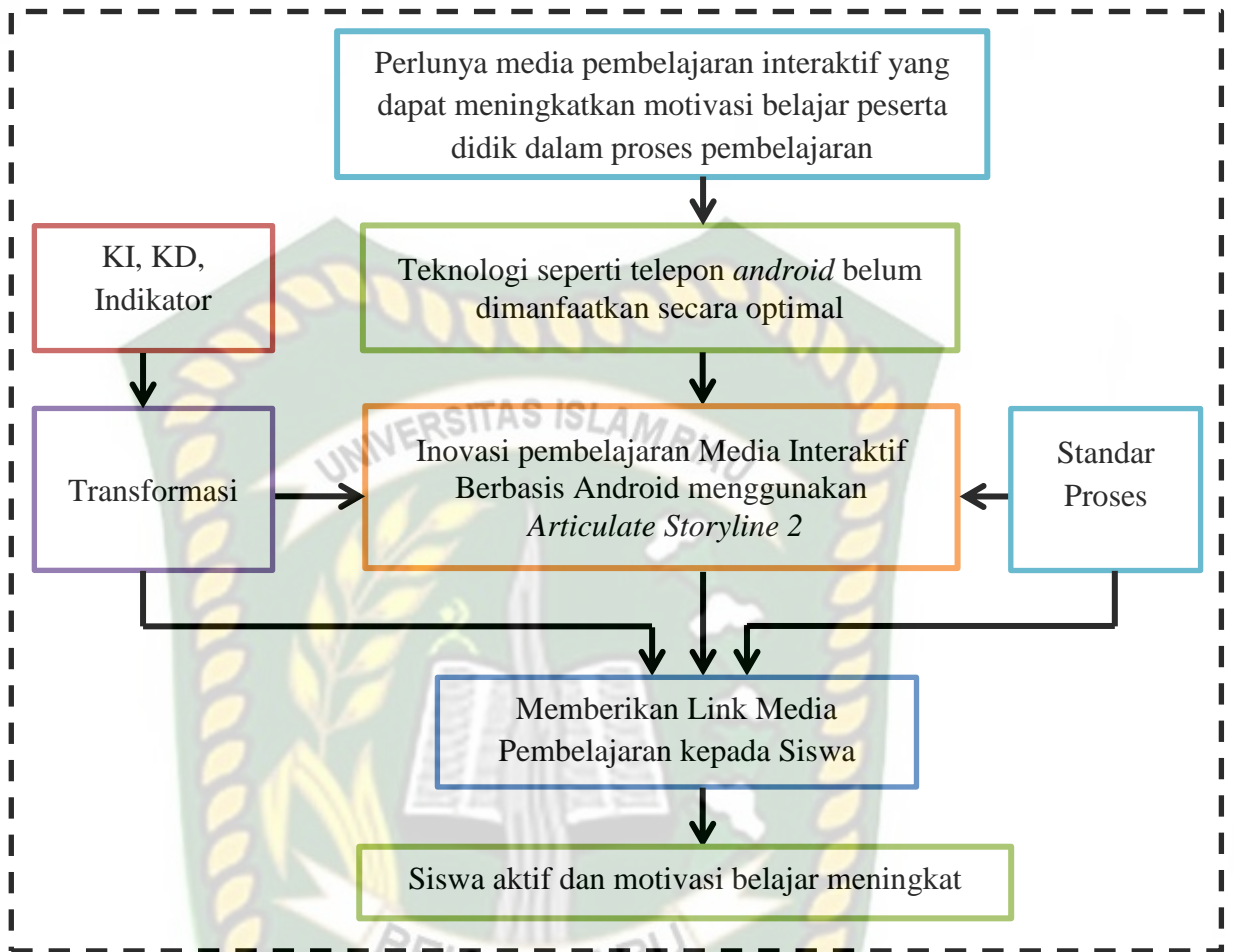 Perlunya media pembelajaran interaktif yang
dapat meningkatkan motivasi belajar peserta
didik dalam proses pembelajaran
KI, KD,
Indikator
Teknologi seperti telepon android belum
dimanfaatkan secara optimal
UNIVERSITAS ISLAM RIAU
Transformasi
Inovasi pembelajaran Media Interaktif
Berbasis Android menggunakan
Articulate Storyline 2
Standar
Proses
Memberikan Link Media
Pembelajaran kepada Siswa
Siswa aktif dan motivasi belajar meningkat